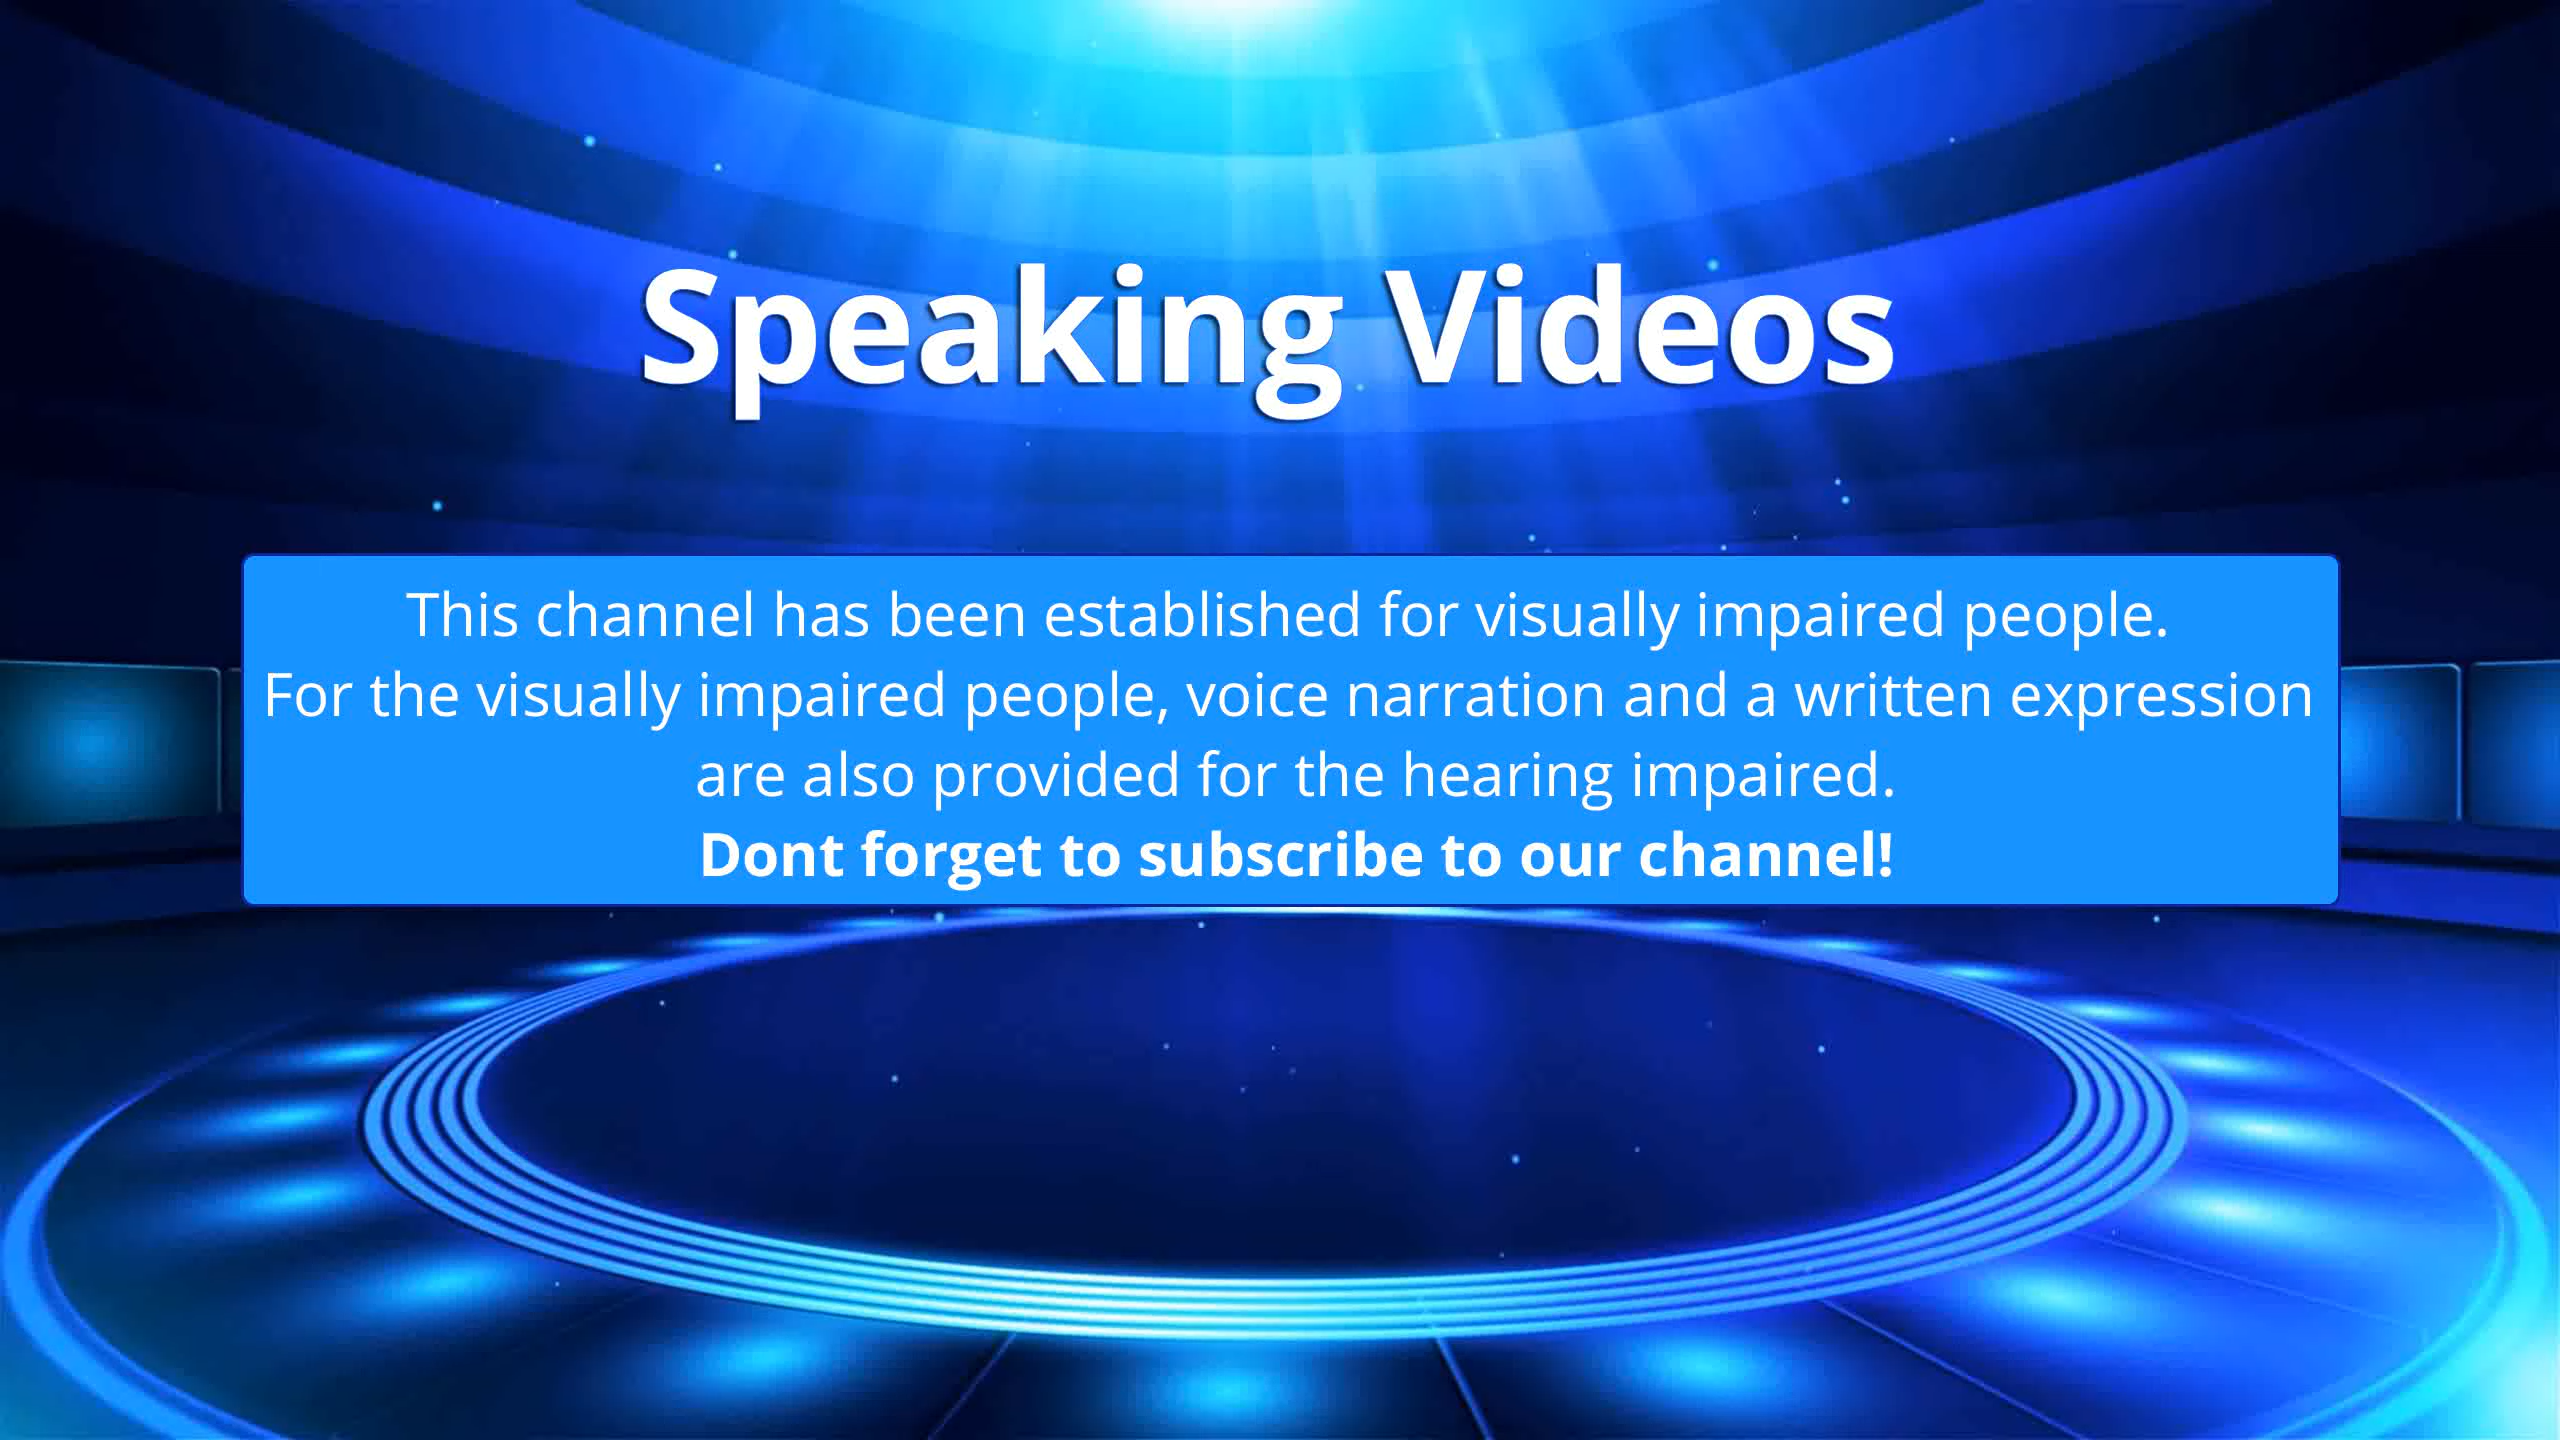 Speaking Videos
This channel has been established for visually impaired people.
For the visually impaired people, voice narration and a written expression
are also provided for the hearing impaired.
Dont forget to subscribe to our channel!